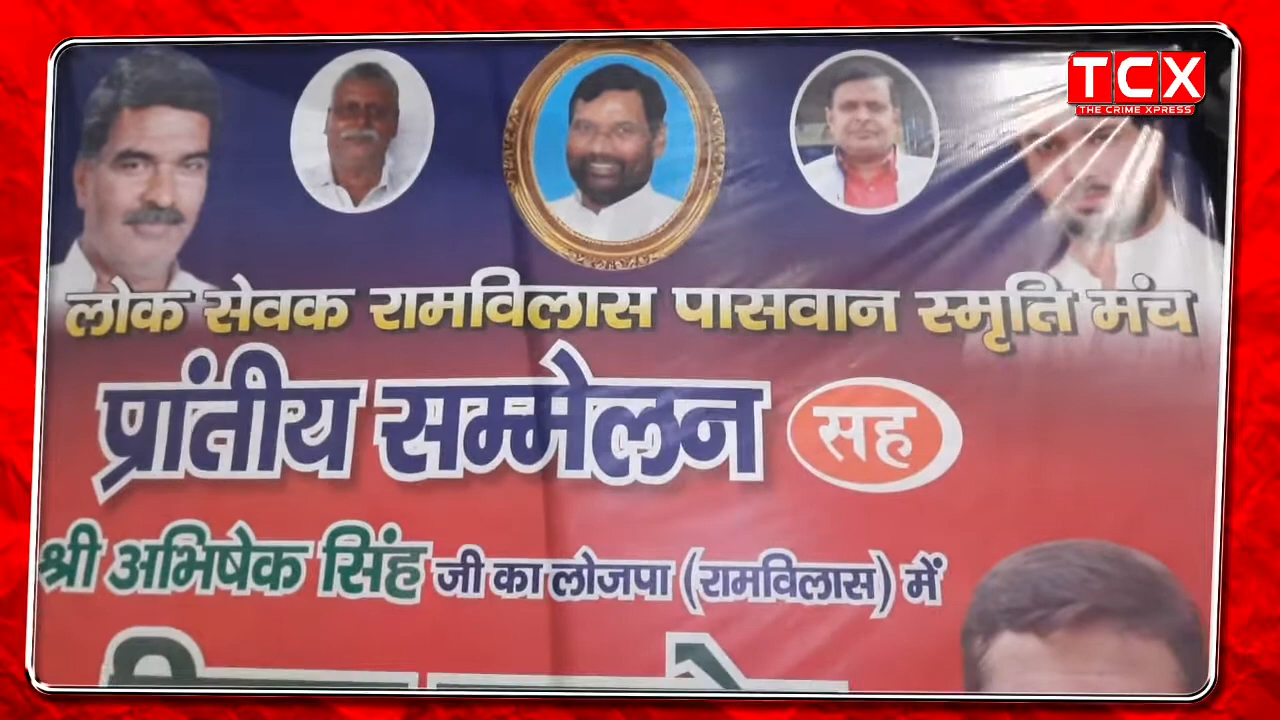 TCX
THE CRIME XPRESS
लोक सेवक रामविलास पासवान स्मृति मंच
प्रांतीय सम्मेलन सह
श्री अभिषेक सिंह जी का लोजपा (रामविलास) में